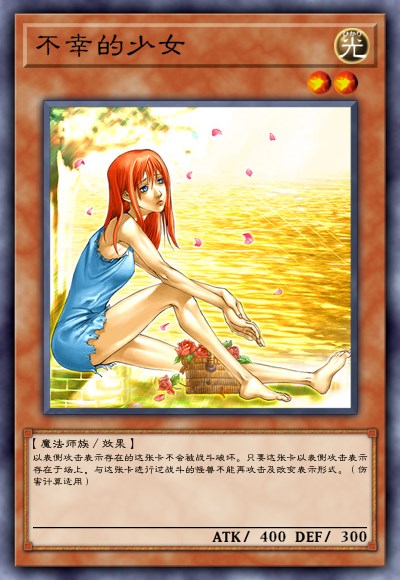 不幸的少女
光
【魔法师族/效果】
以表侧攻击表示存在的这张卡不会被战斗破坏。只要这张卡以表侧攻击表示
存在于场上，与这张卡进行过战斗的怪兽不能再攻击及改变表示形式。（伤
害计算适用）
ATK/ 400 DEF/ 300